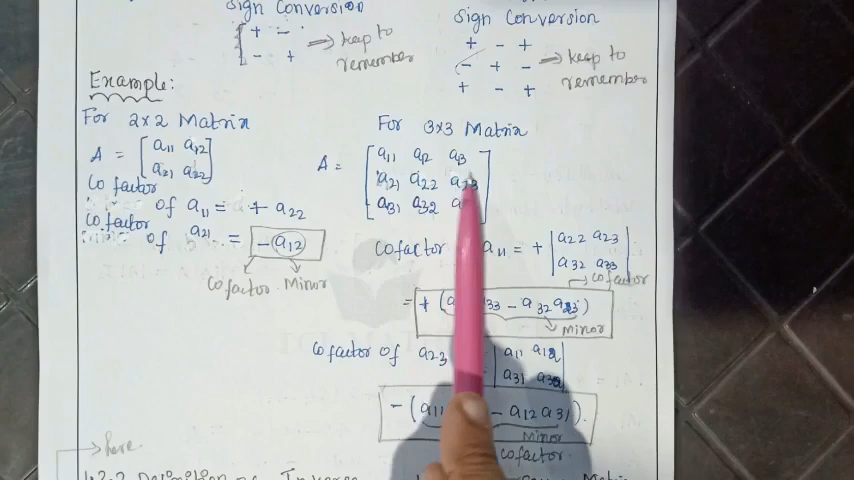 Sign Conversion
+ -
- +
⇒ keep to
remember
Sign Conversion
+ - +
- + -
+ - +
⇒ keep to
remember
Example:
For 2x2 Matrix
A = [ a11 a12
a21 a22 ]
Cofactor
of a11 = + a22
Cofactor
of a21 = -a12
Cofactor Minor
For 3x3 Matrix
A = [ a11 a12 a13
a21 a22 a23
a31 a32
Cofactor a11 = + | a22 a23
a32 a33 |
Cofactor
= + ( a33 - a32 a23 )
Minor
Cofactor of a23 | a11 a12
a31 a32 |
- (a11 - a12 a31).
Minor
Cofactor
here